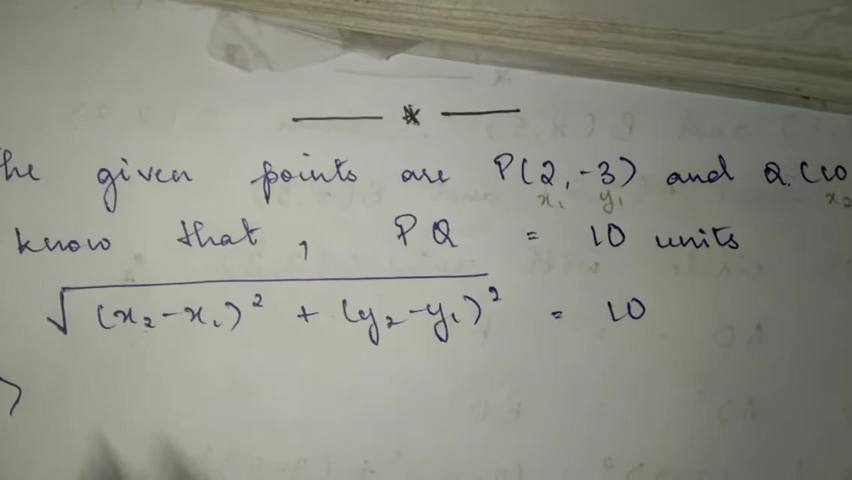 he given points are P(2,-3) and Q(10
x₁ y₁ x₂
know that, PQ = 10 units
√(x₂-x₁)² + (y₂-y₁)² = 10